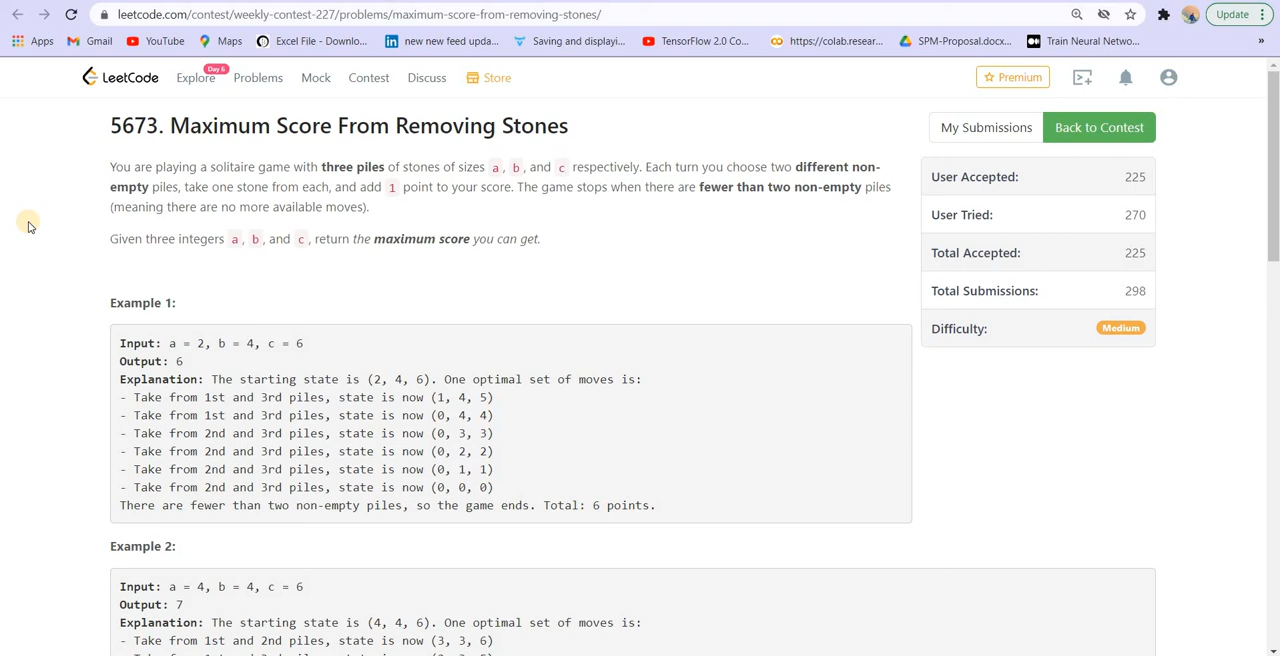 leetcode.com/contest/weekly-contest-227/problems/maximum-score-from-removing-stones/
Update
Apps Gmail YouTube Maps Excel File - Downlo... new new feed upda... Saving and displayi... TensorFlow 2.0 Co... https://colab.resear... SPM-Proposal.docx... Train Neural Netwo... »
LeetCode Explore Day 6 Problems Mock Contest Discuss Store Premium
5673. Maximum Score From Removing Stones
My Submissions Back to Contest
You are playing a solitaire game with three piles of stones of sizes a, b, and c respectively. Each turn you choose two different non-
empty piles, take one stone from each, and add 1 point to your score. The game stops when there are fewer than two non-empty piles
(meaning there are no more available moves).
Given three integers a, b, and c, return the maximum score you can get.
User Accepted: 225
User Tried: 270
Total Accepted: 225
Total Submissions: 298
Difficulty: Medium
Example 1:
Input: a = 2, b = 4, c = 6
Output: 6
Explanation: The starting state is (2, 4, 6). One optimal set of moves is:
- Take from 1st and 3rd piles, state is now (1, 4, 5)
- Take from 1st and 3rd piles, state is now (0, 4, 4)
- Take from 2nd and 3rd piles, state is now (0, 3, 3)
- Take from 2nd and 3rd piles, state is now (0, 2, 2)
- Take from 2nd and 3rd piles, state is now (0, 1, 1)
- Take from 2nd and 3rd piles, state is now (0, 0, 0)
There are fewer than two non-empty piles, so the game ends. Total: 6 points.
Example 2:
Input: a = 4, b = 4, c = 6
Output: 7
Explanation: The starting state is (4, 4, 6). One optimal set of moves is:
- Take from 1st and 2nd piles, state is now (3, 3, 6)